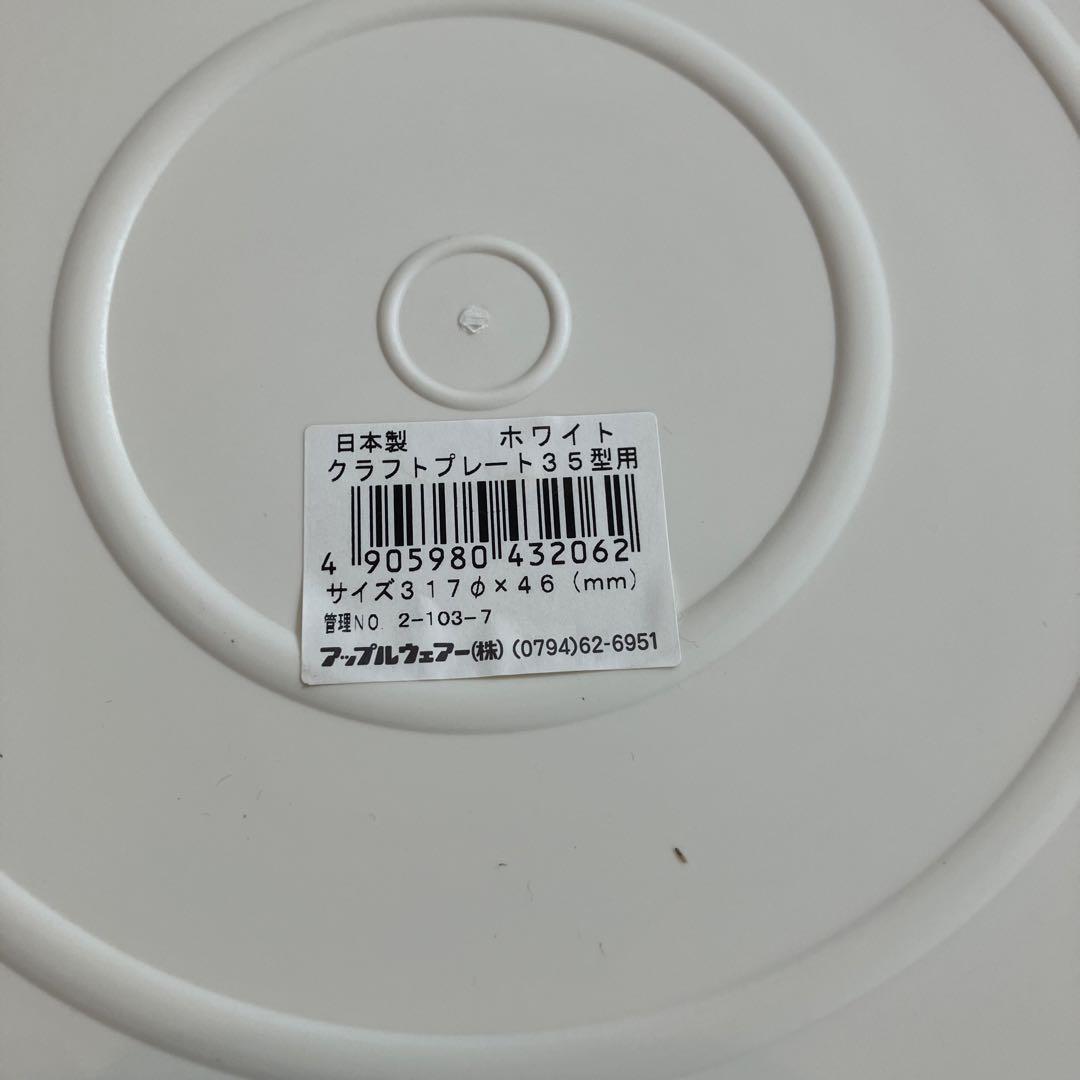 日本製 ホワイト
クラフトプレート３５型用
4 905980 432062
サイズ３１７φ×４６（mm）
管理NO. 2-103-7
アップルウェアー(株) (0794)62-6951